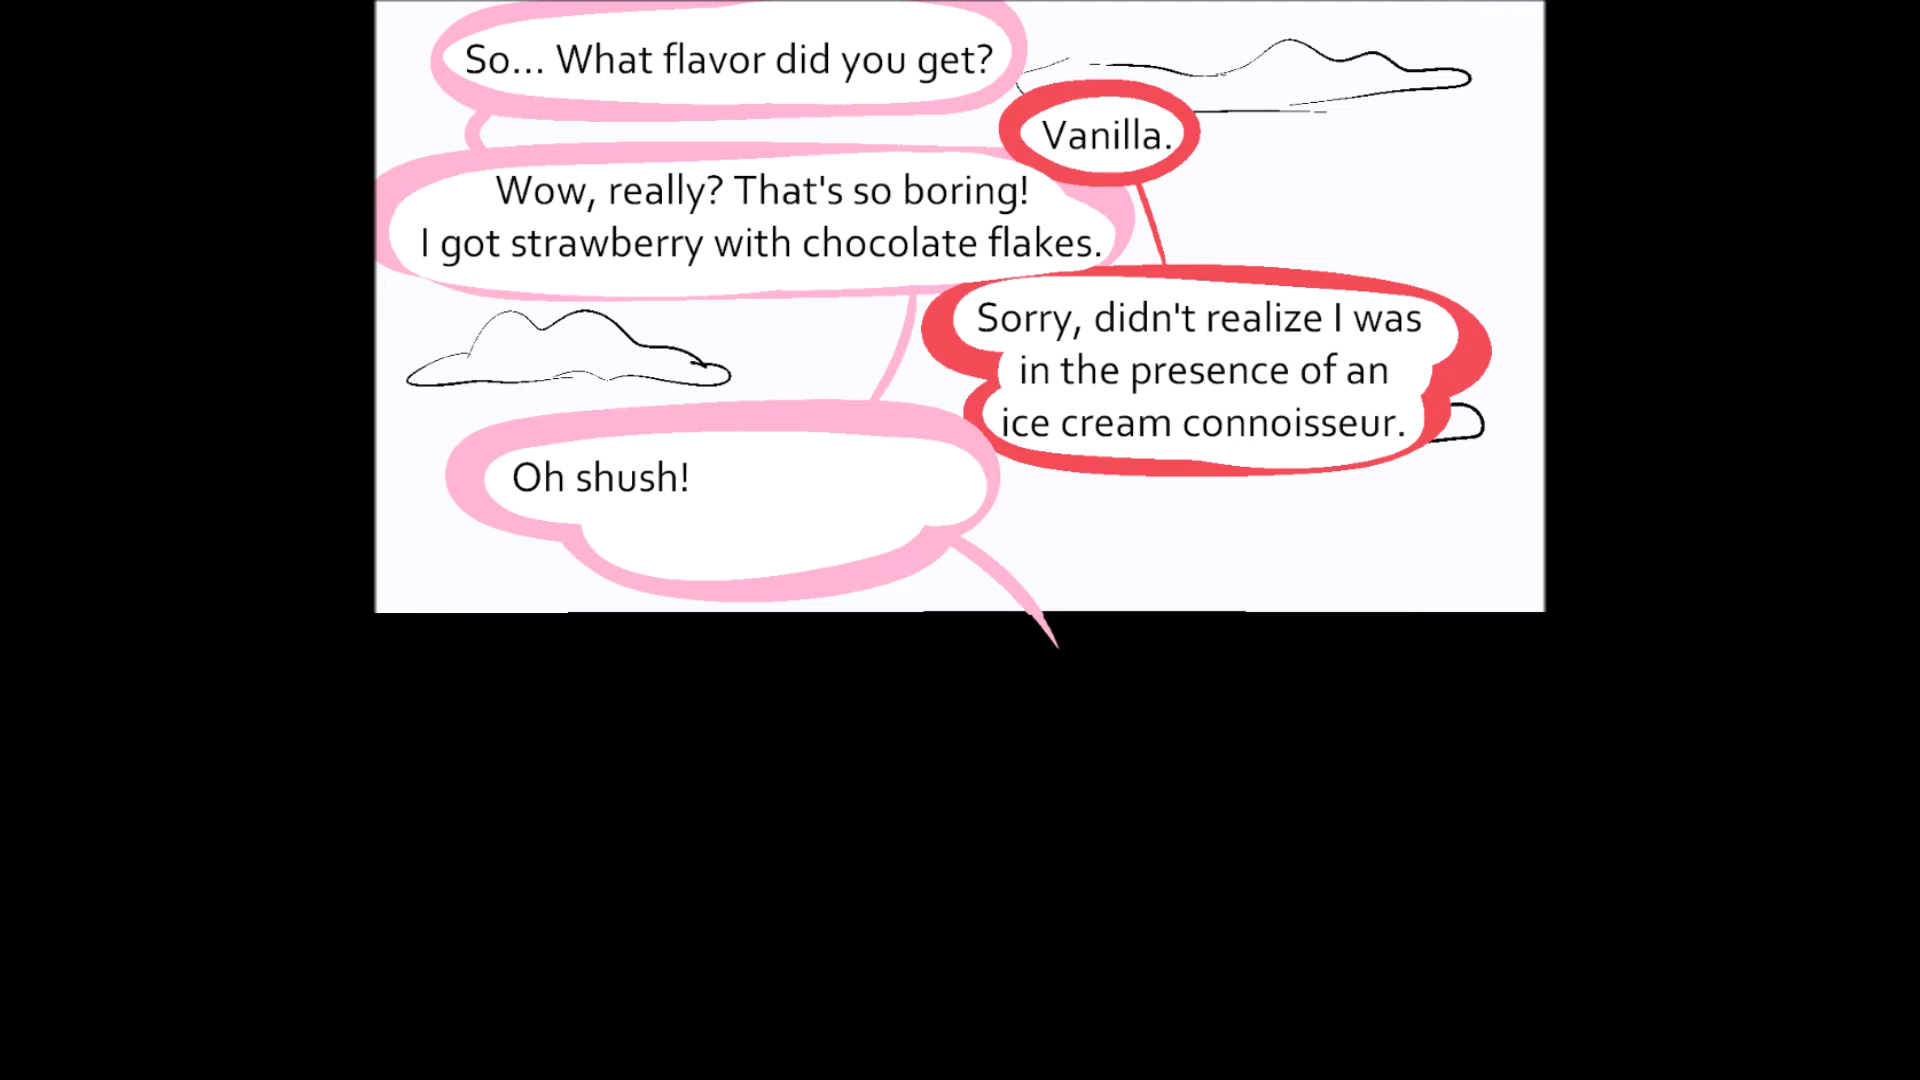 So... What flavor did you get?
Vanilla.
Wow, really? That's so boring!
I got strawberry with chocolate flakes.
Sorry, didn't realize I was
in the presence of an
ice cream connoisseur.
Oh shush!